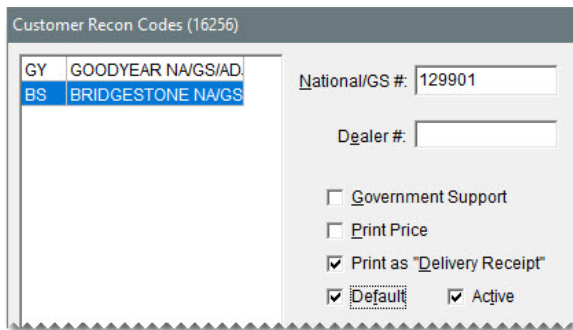 Customer Recon Codes (16256)
GY GOODYEAR NA/GS/AD.
BS BRIDGESTONE NA/GS
National/GS #: 129901
Dealer #:
Government Support
Print Price
Print as "Delivery Receipt"
Default Active